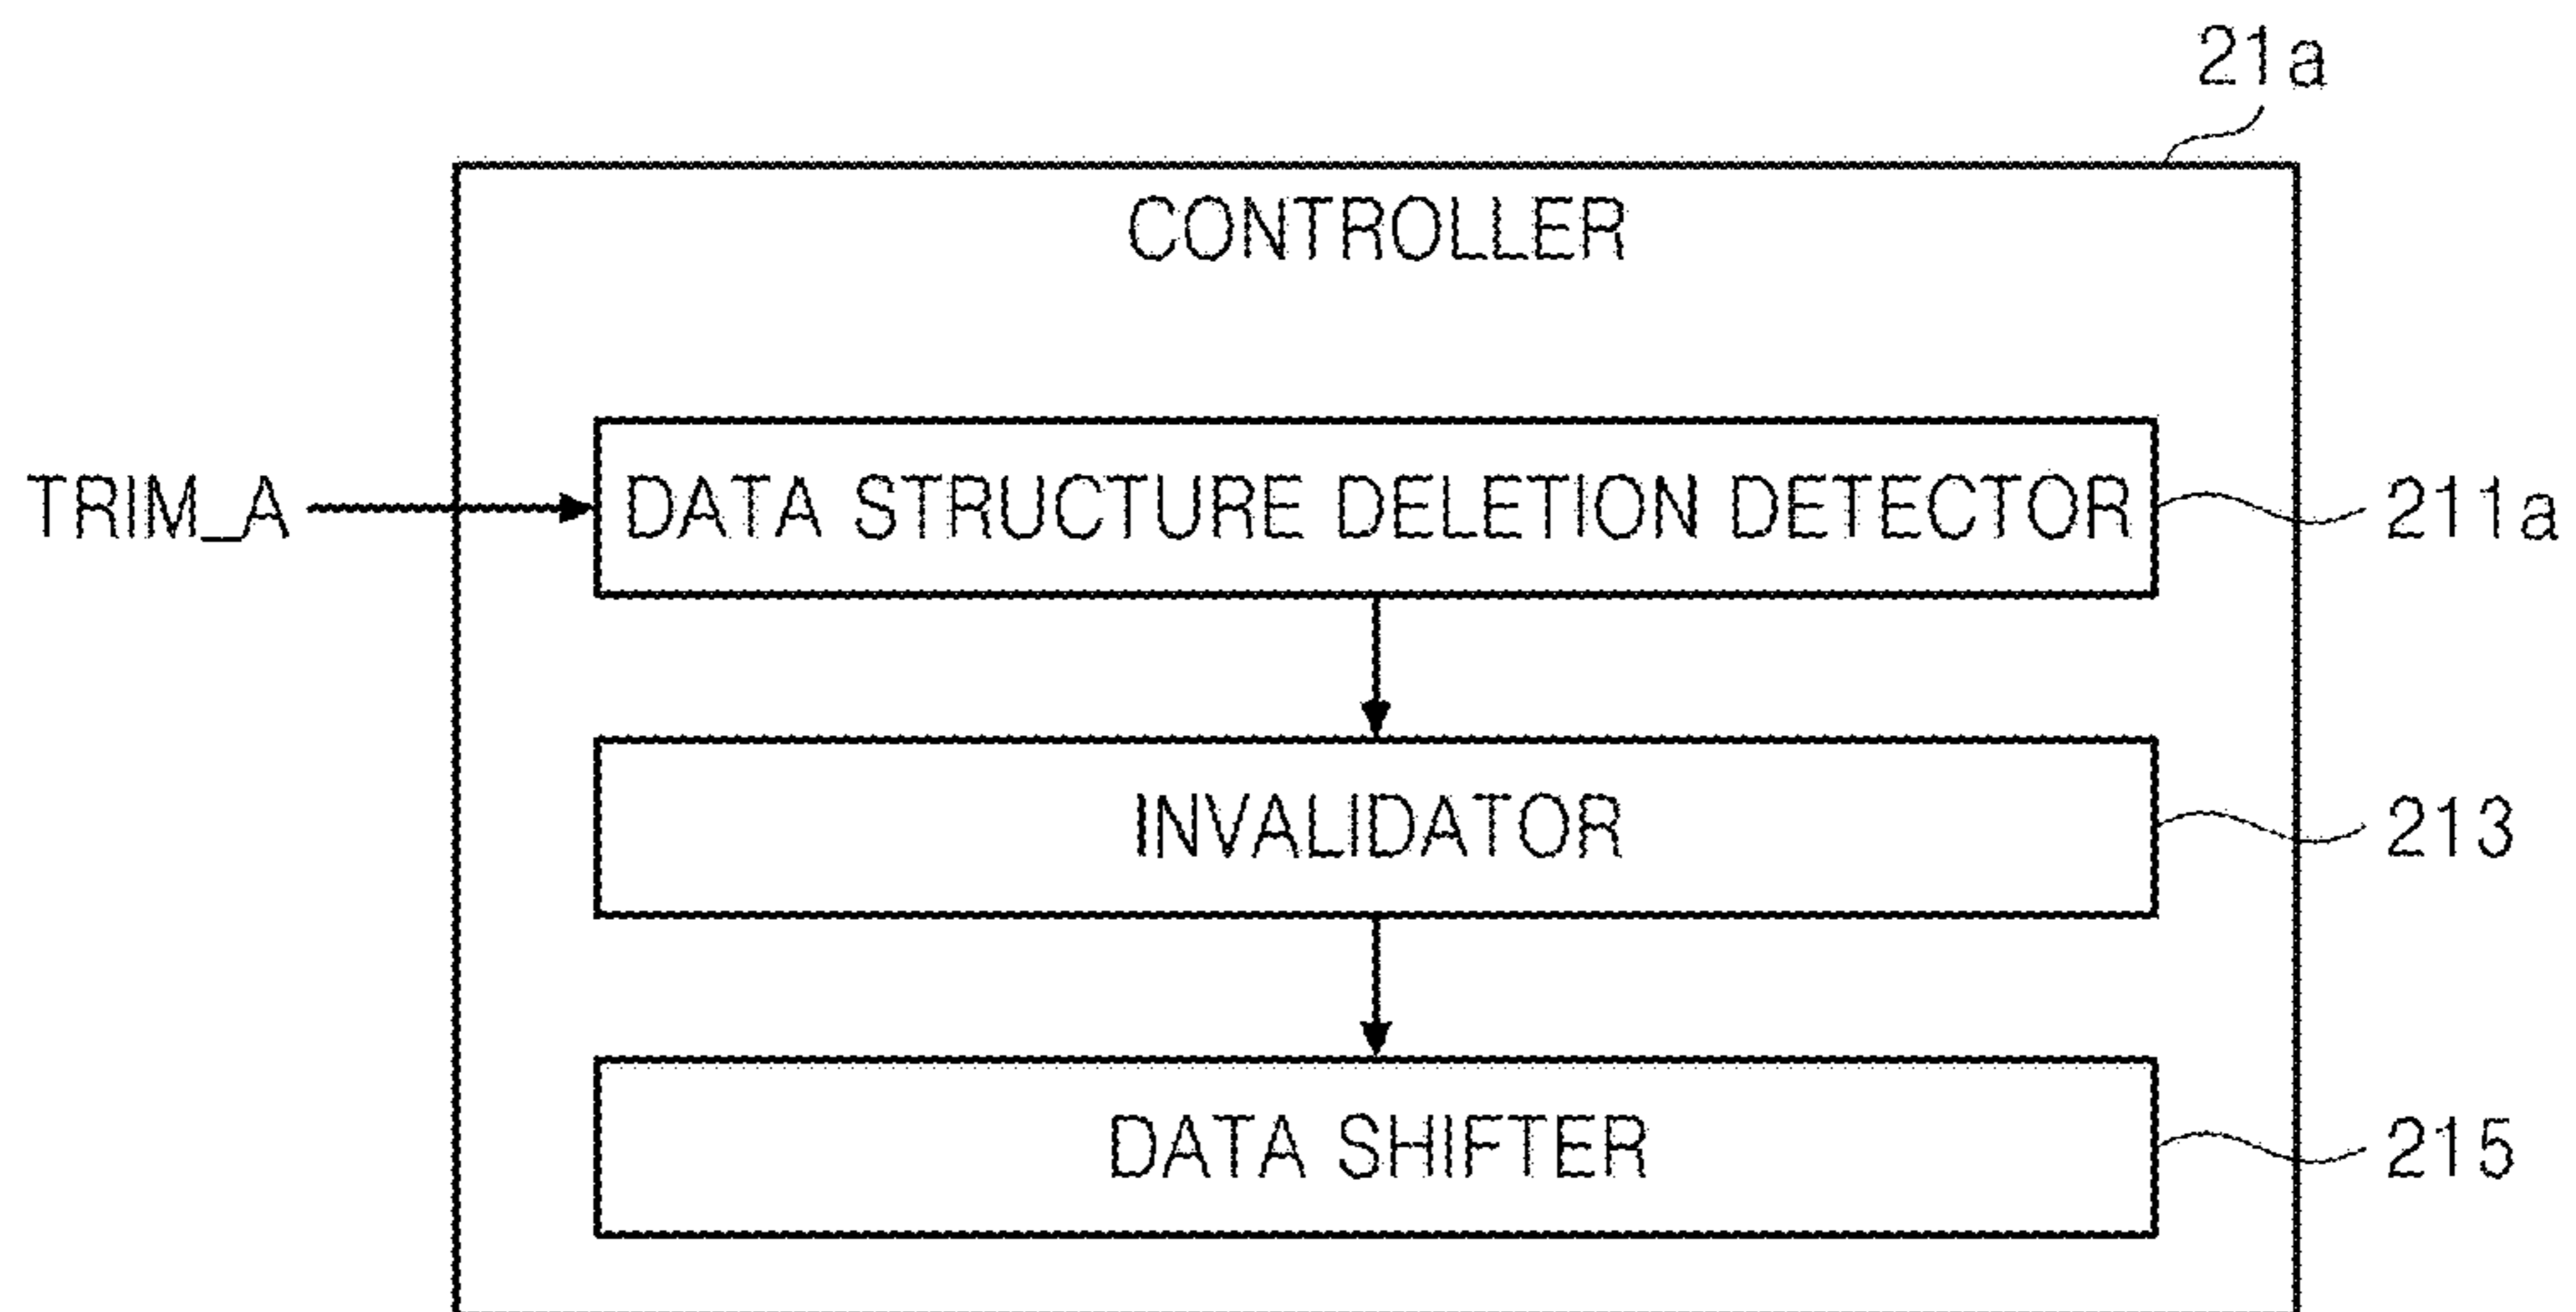 21a
CONTROLLER
TRIM_A
DATA STRUCTURE DELETION DETECTOR
211a
INVALIDATOR
213
DATA SHIFTER
215